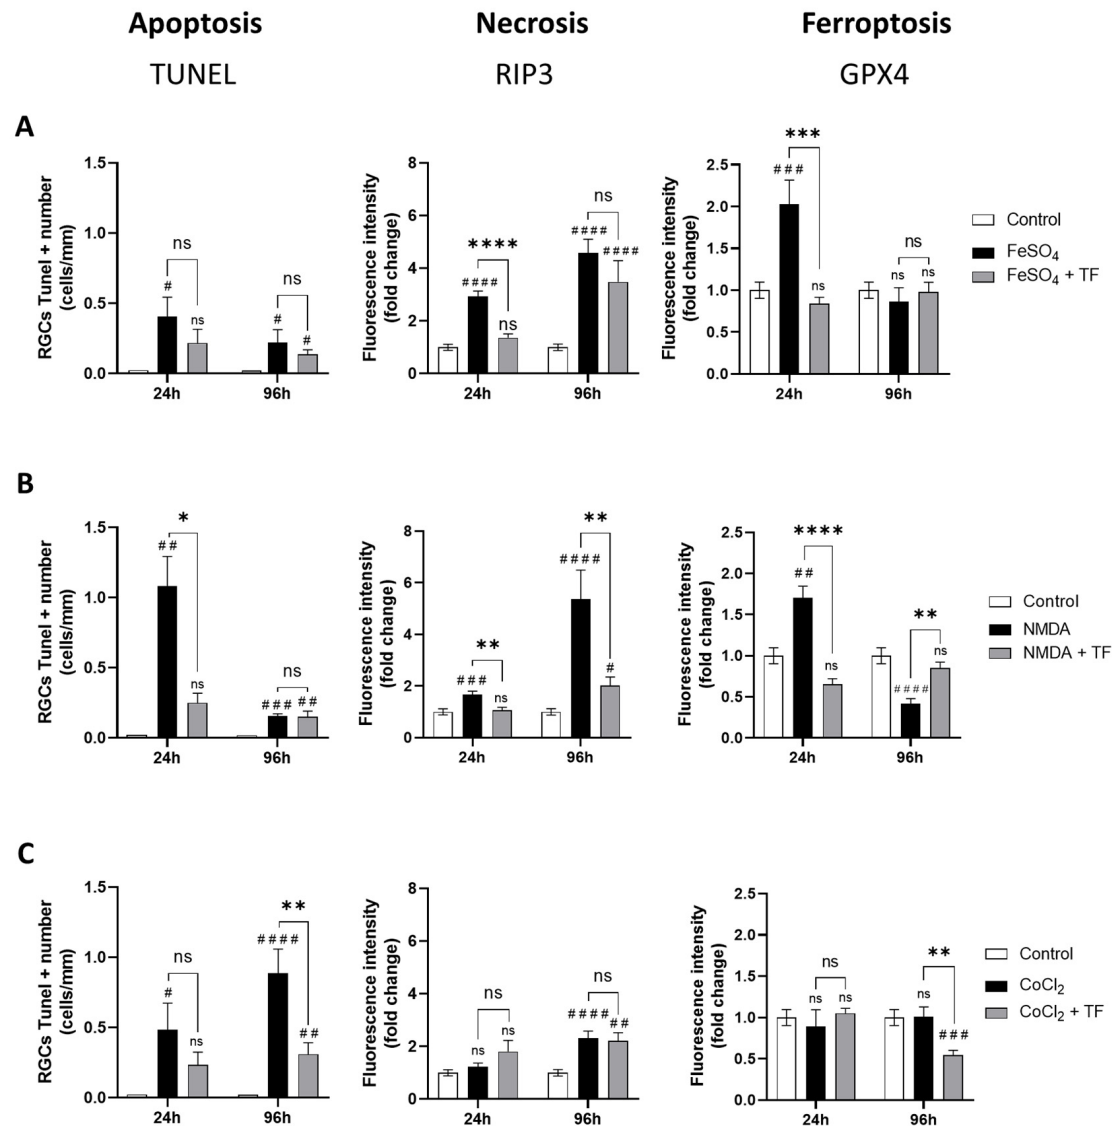 Apoptosis Necrosis Ferroptosis
TUNEL RIP3 GPX4
A
RGCs Tunel + number
(cells/mm)
1.5
1.0
0.5
0.0
ns
#
ns
ns
#
#
24h 96h
Fluorescence intensity
(fold change)
8
6
4
2
0
****
####
ns
ns
####
####
24h 96h
Fluorescence intensity
(fold change)
2.5
2.0
1.5
1.0
0.5
0.0
***
###
ns
ns
ns
ns
24h 96h
Control
FeSO4
FeSO4 + TF
B
RGCs Tunel + number
(cells/mm)
1.5
1.0
0.5
0.0
*
##
ns
ns
###
##
24h 96h
Fluorescence intensity
(fold change)
8
6
4
2
0
**
###
ns
**
####
#
24h 96h
Fluorescence intensity
(fold change)
2.5
2.0
1.5
1.0
0.5
0.0
****
##
ns
**
####
ns
24h 96h
Control
NMDA
NMDA + TF
C
RGCs Tunel + number
(cells/mm)
1.5
1.0
0.5
0.0
ns
#
ns
**
####
##
24h 96h
Fluorescence intensity
(fold change)
8
6
4
2
0
ns
ns
ns
ns
####
##
24h 96h
Fluorescence intensity
(fold change)
2.5
2.0
1.5
1.0
0.5
0.0
ns
ns
ns
**
ns
###
24h 96h
Control
CoCl2
CoCl2 + TF